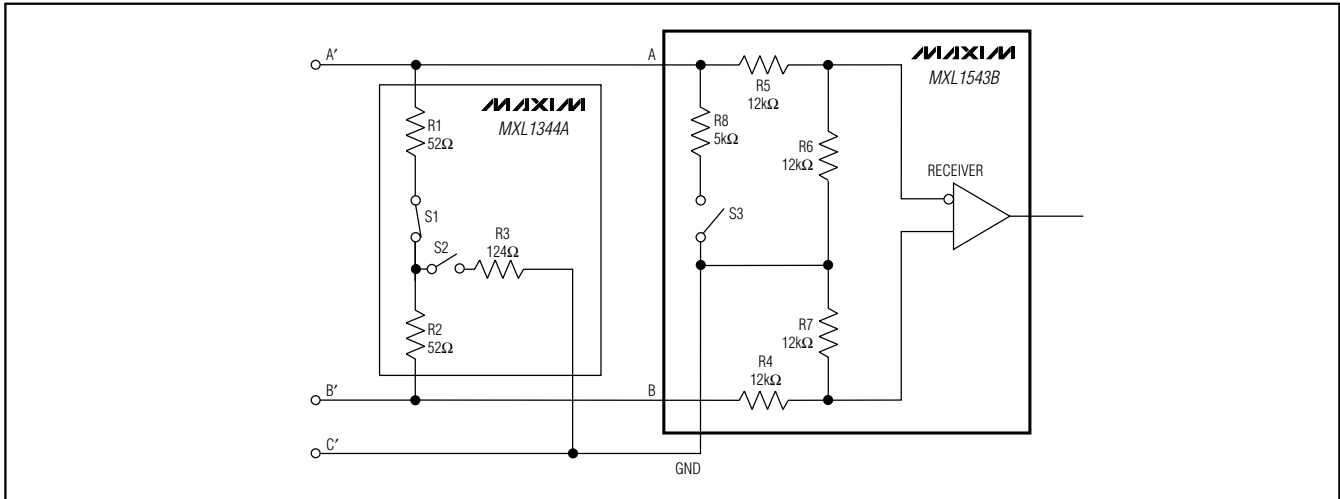 A′
A
MAXIM
MXL1543B
R5
12kΩ
MAXIM
MXL1344A
R1
52Ω
R8
5kΩ
R6
12kΩ
RECEIVER
S1
S3
S2
R3
124Ω
R2
52Ω
R7
12kΩ
R4
12kΩ
B′
B
C′
GND